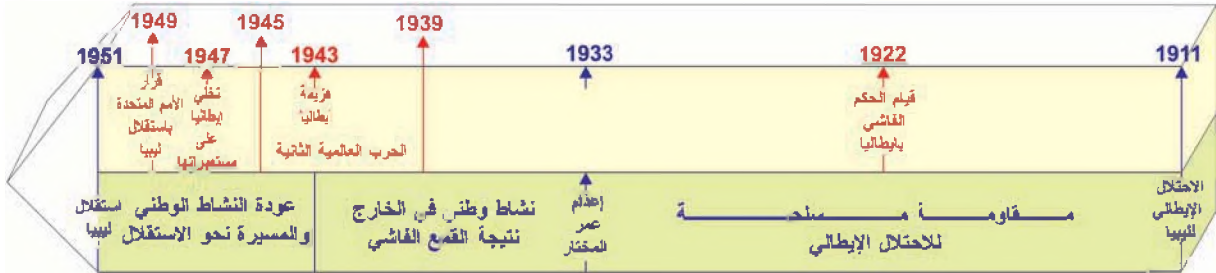 1911
1922
1933
1939
1943
1945
1947
1949
1951
قيام الحكم
الفاشي
بإيطاليا
هزيمة
إيطاليا
الحرب العالمية الثانية
تخلي
إيطاليا
على
مستعمراتها
قرار
الأمم المتحدة
باستقلال
ليبيا
الاحتلال
الإيطالي
لليبيا
مقاومة مسلحة
للاحتلال الإيطالي
إعدام
عمر
المختار
نشاط وطني في الخارج
نتيجة القمع الفاشي
عودة النشاط الوطني
والمسيرة نحو الاستقلال
استقلال
ليبيا